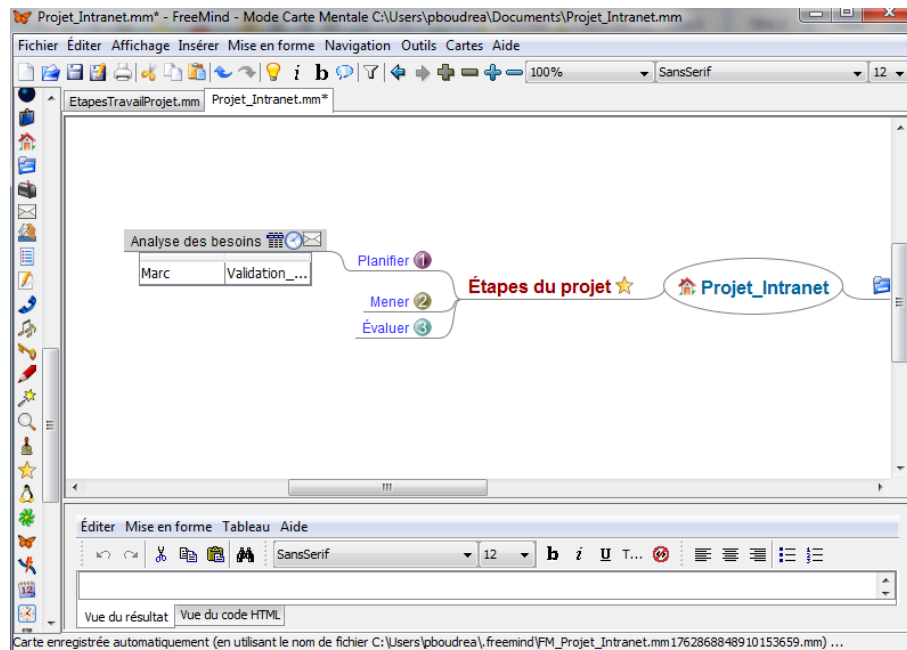 Projet_Intranet.mm* - FreeMind - Mode Carte Mentale C:\Users\pboudrea\Documents\Projet_Intranet.mm
Fichier Éditer Affichage Insérer Mise en forme Navigation Outils Cartes Aide
100% SansSerif 12
EtapesTravailProjet.mm Projet_Intranet.mm*
Analyse des besoins
Marc Validation_...
Planifier 1
Mener 2
Évaluer 3
Étapes du projet
Projet_Intranet
Éditer Mise en forme Tableau Aide
SansSerif 12 b i U T...
Vue du résultat Vue du code HTML
Carte enregistrée automatiquement (en utilisant le nom de fichier C:\Users\pboudrea\.freemind\FM_Projet_Intranet.mm1762868848910153659.mm) ...